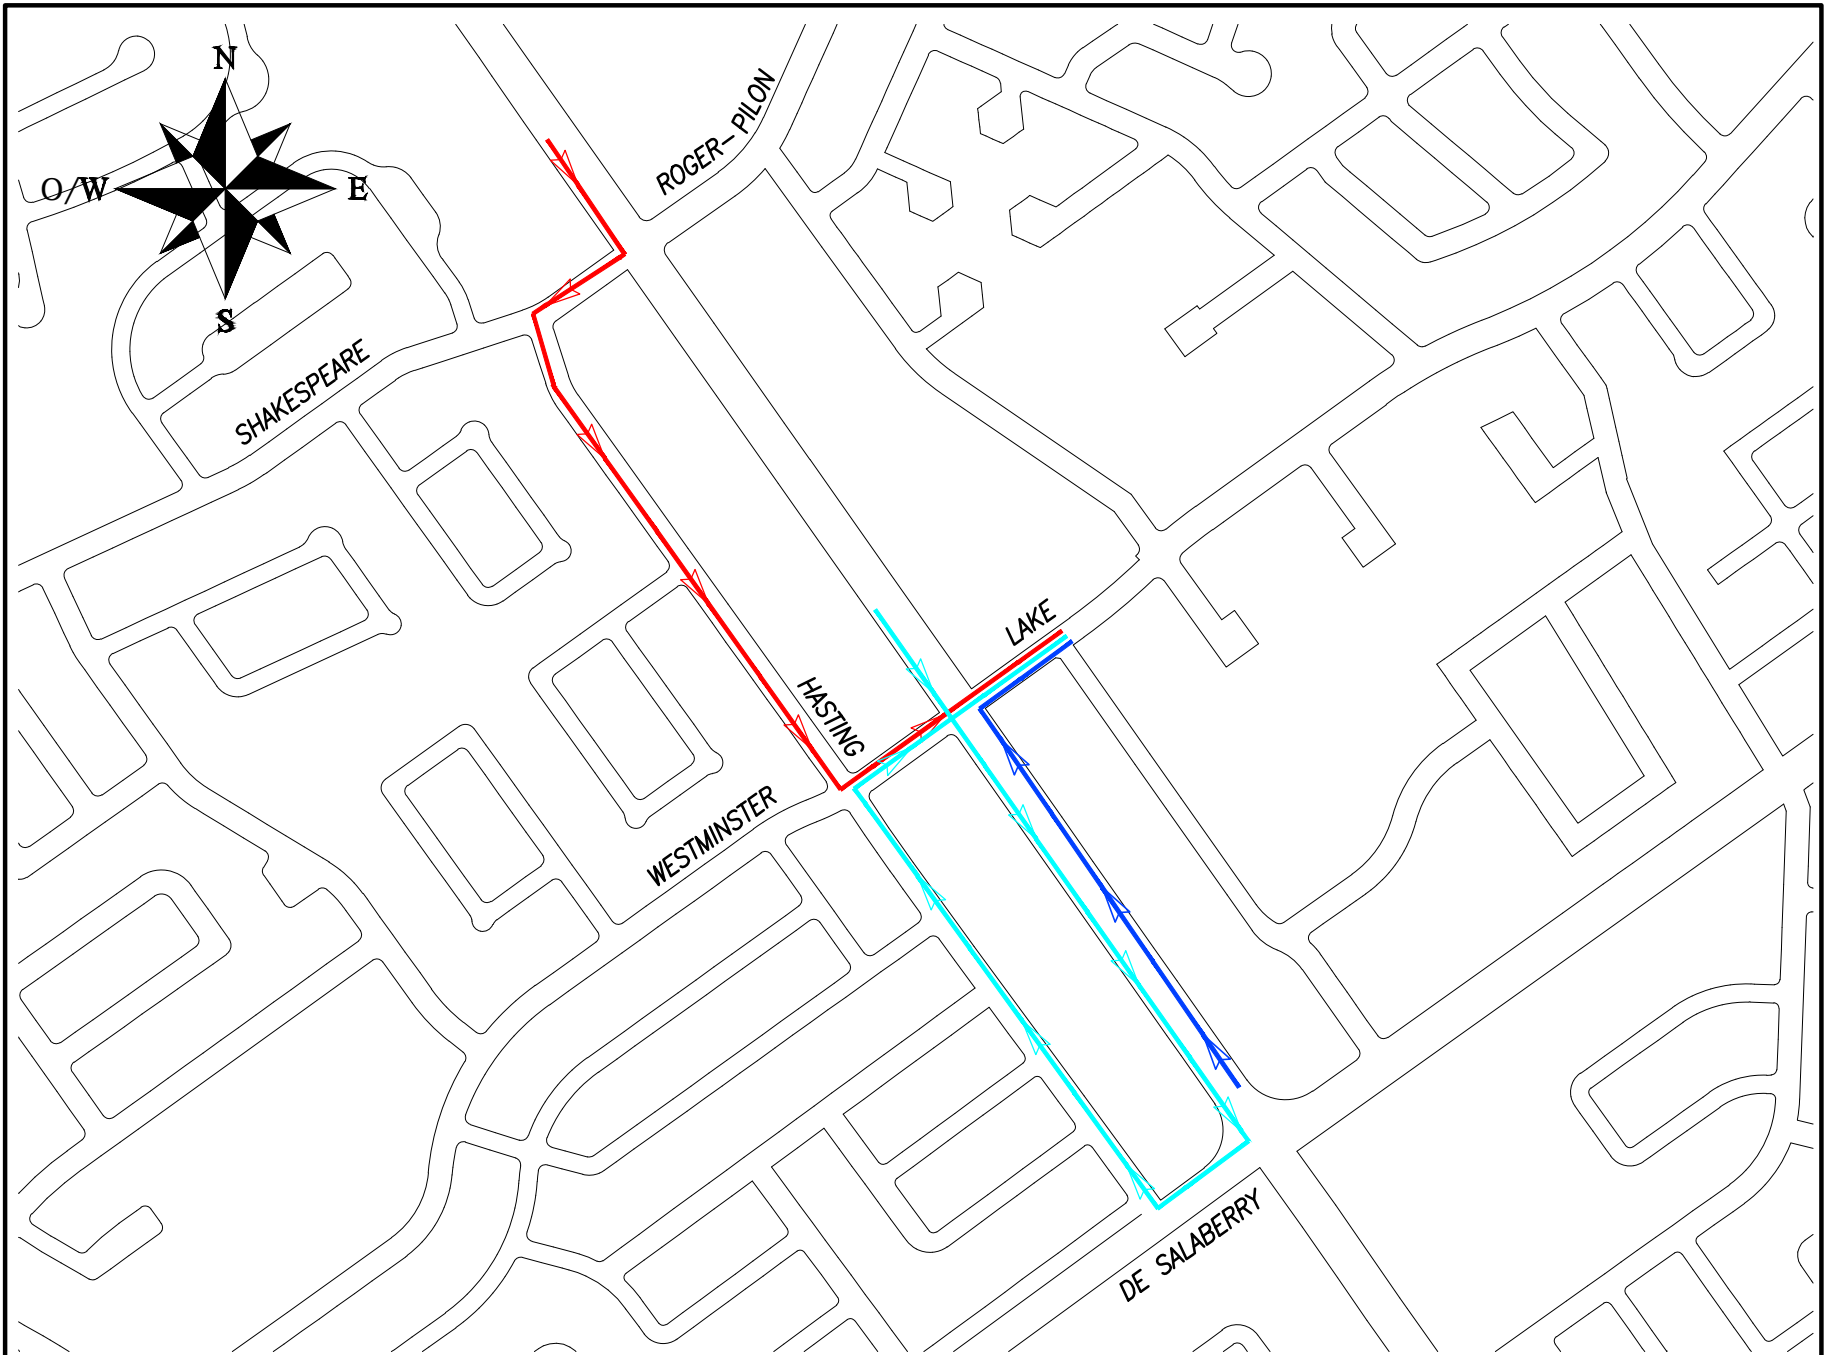 N
ROGER-PILON
O/W
E
S
SHAKESPEARE
LAKE
HASTING
WESTMINSTER
DE SALABERRY